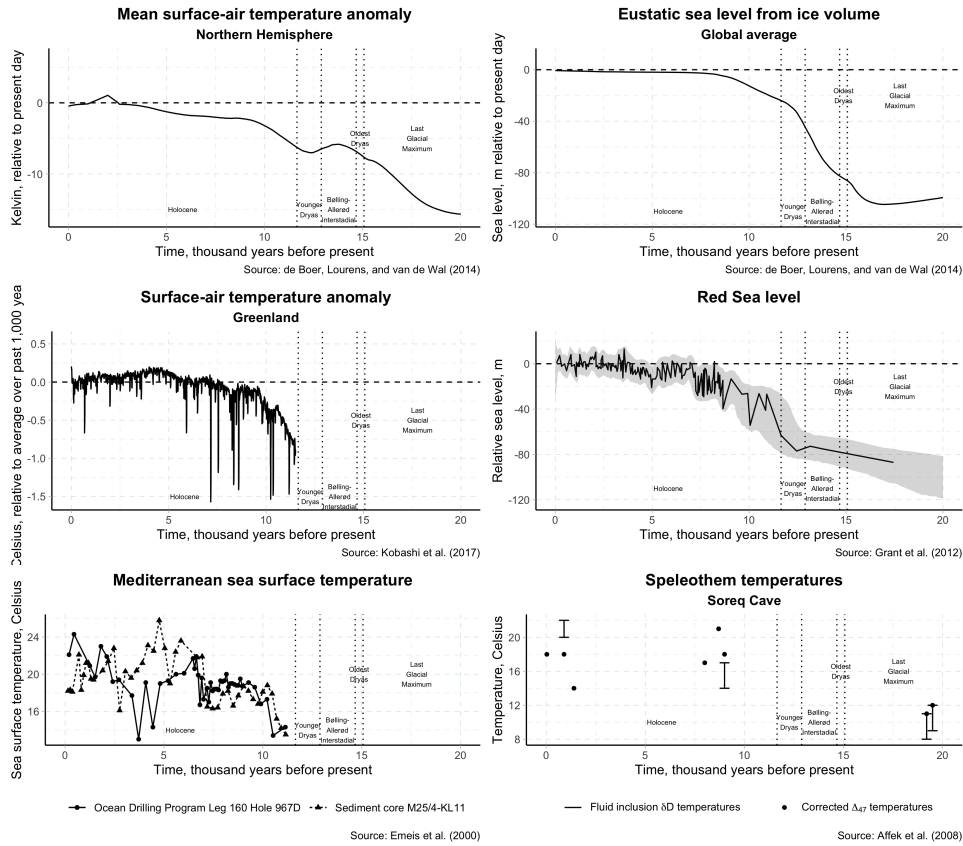 Mean surface-air temperature anomaly
Northern Hemisphere
Kelvin, relative to present day
0
-10
Holocene
Younger
Dryas
Bølling-
Allerød
Interstadial
Oldest
Dryas
Last
Glacial
Maximum
0 5 10 15 20
Time, thousand years before present
Source: de Boer, Lourens, and van de Wal (2014)
Eustatic sea level from ice volume
Global average
Sea level, m relative to present day
0
-40
-80
-120
Holocene
Younger
Dryas
Bølling-
Allerød
Interstadial
Oldest
Dryas
Last
Glacial
Maximum
0 5 10 15 20
Time, thousand years before present
Source: de Boer, Lourens, and van de Wal (2014)
Surface-air temperature anomaly
Greenland
Celsius, relative to average over past 1,000 yea
0.5
0.0
-0.5
-1.0
-1.5
Holocene
Younger
Dryas
Bølling-
Allerød
Interstadial
Oldest
Dryas
Last
Glacial
Maximum
0 5 10 15 20
Time, thousand years before present
Source: Kobashi et al. (2017)
Red Sea level
Relative sea level, m
0
-40
-80
-120
Holocene
Younger
Dryas
Bølling-
Allerød
Interstadial
Oldest
Dryas
Last
Glacial
Maximum
0 5 10 15 20
Time, thousand years before present
Source: Grant et al. (2012)
Mediterranean sea surface temperature
Sea surface temperature, Celsius
24
20
16
Holocene
Younger
Dryas
Bølling-
Allerød
Interstadial
Oldest
Dryas
Last
Glacial
Maximum
0 5 10 15 20
Time, thousand years before present
Ocean Drilling Program Leg 160 Hole 967D Sediment core M25/4-KL11
Source: Emeis et al. (2000)
Speleothem temperatures
Soreq Cave
Temperature, Celsius
20
16
12
8
Holocene
Younger
Dryas
Bølling-
Allerød
Interstadial
Oldest
Dryas
Last
Glacial
Maximum
0 5 10 15 20
Time, thousand years before present
Fluid inclusion δD temperatures Corrected Δ47 temperatures
Source: Affek et al. (2008)